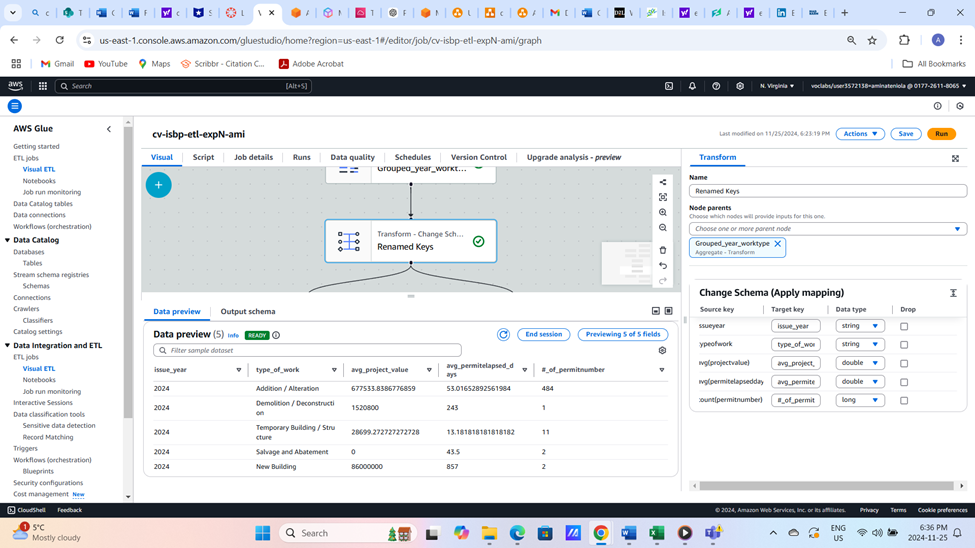 us-east-1.console.aws.amazon.com/gluestudio/home?region=us-east-1#/editor/job/cv-isbp-etl-expN-ami/graph
Gmail YouTube Maps Scribbr - Citation C... Adobe Acrobat All Bookmarks
aws Search [Alt+S] N. Virginia voclabs/user3572138=aminateniola @ 0177-2611-8065
AWS Glue
Getting started
ETL jobs
Visual ETL
Notebooks
Job run monitoring
Data Catalog tables
Data connections
Workflows (orchestration)
Data Catalog
Databases
Tables
Stream schema registries
Schemas
Connections
Crawlers
Classifiers
Catalog settings
Data Integration and ETL
ETL jobs
Visual ETL
Notebooks
Job run monitoring
Interactive Sessions
Data classification tools
Sensitive data detection
Record Matching
Triggers
Workflows (orchestration)
Blueprints
Security configurations
Cost management New
cv-isbp-etl-expN-ami
Last modified on 11/25/2024, 6:23:19 PM Actions Save Run
Visual Script Job details Runs Data quality Schedules Version Control Upgrade analysis - preview
Grouped_year_workt...
Transform - Change Sch...
Renamed Keys
Data preview Output schema
Data preview (5) Info READY End session Previewing 5 of 5 fields
Filter sample dataset
issue_year type_of_work avg_project_value avg_permitelapsed_d
ays #_of_permitnumber
2024 Addition / Alteration 677533.8386776859 53.01652892561984 484
2024 Demolition / Deconstructi
on 1520800 243 1
2024 Temporary Building / Stru
cture 28699.272727272728 13.181818181818182 11
2024 Salvage and Abatement 0 43.5 2
2024 New Building 86000000 857 2
Transform
Name
Renamed Keys
Node parents
Choose which nodes will provide inputs for this one.
Choose one or more parent node
Grouped_year_worktype
Aggregate - Transform
Change Schema (Apply mapping)
Source key Target key Data type Drop
ssueyear issue_year string
ypeofwork type_of_wor string
vg(projectvalue) avg_project_ double
vg(permitelapsedday avg_permite double
count(permitnumber) #_of_permit long
CloudShell Feedback © 2024, Amazon Web Services, Inc. or its affiliates. Privacy Terms Cookie preferences
1
5°C
Mostly cloudy
Search
ENG
US
6:36 PM
2024-11-25